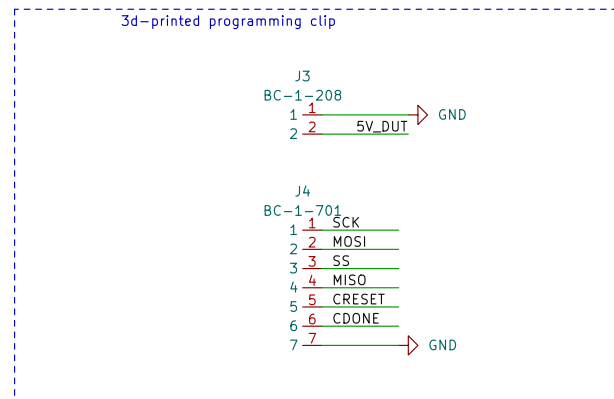 3d-printed programming clip
J3
BC-1-208
1 1 GND
2 2 5V_DUT
J4
BC-1-701
1 1 SCK
2 2 MOSI
3 3 SS
4 4 MISO
5 5 CRESET
6 6 CDONE
7 7 GND